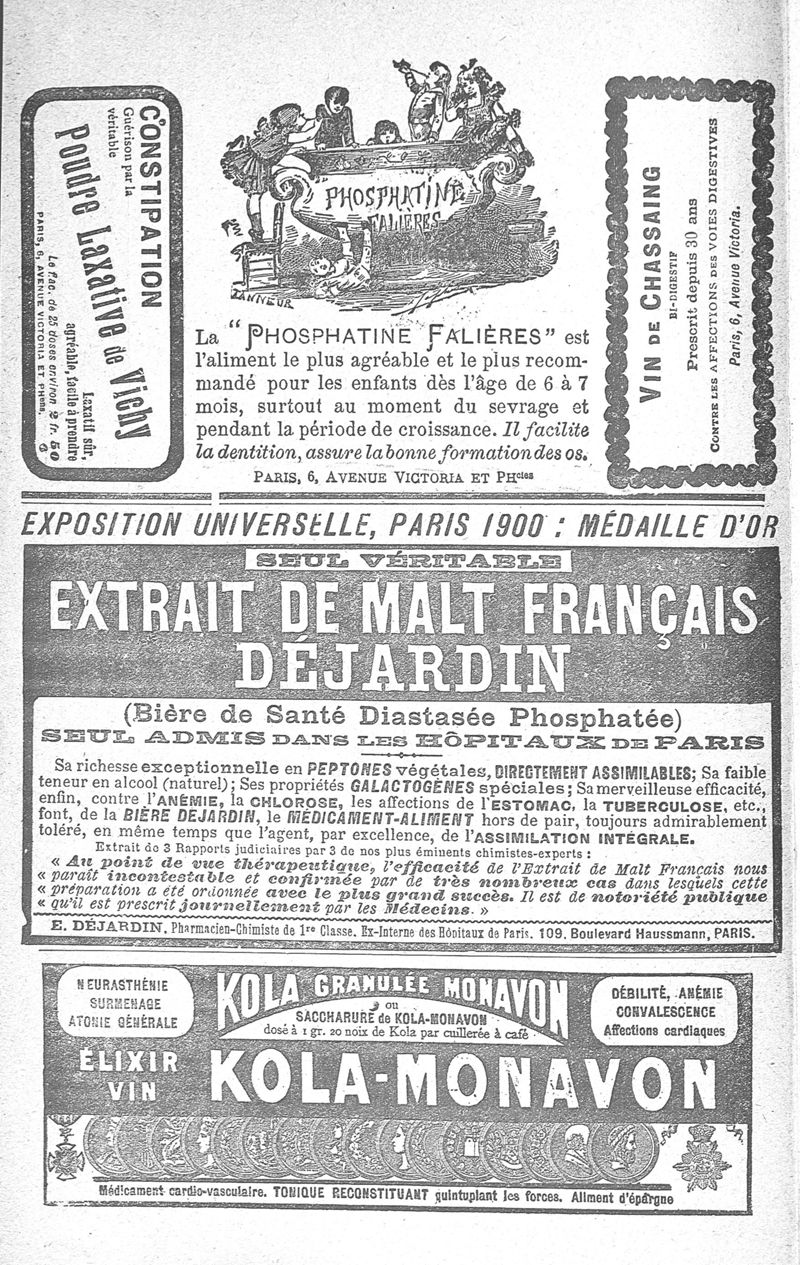 CONSTIPATION
Guérison par la
véritable
Poudre Laxative de Vichy
Laxatif sûr,
agréable, facile à prendre
Le flac. de 25 doses environ 2 fr. 50
PARIS, 6, AVENUE VICTORIA ET PHcies.
"PHOSPHATINE
FALIÈRES"
TANNEUR
La "PHOSPHATINE FALIÈRES" est
l'aliment le plus agréable et le plus recom-
mandé pour les enfants dès l'âge de 6 à 7
mois, surtout au moment du sevrage et
pendant la période de croissance. Il facilite
la dentition, assure la bonne formation des os.
PARIS, 6, AVENUE VICTORIA ET PHcies
VIN DE CHASSAING
BI-DIGESTIF
Prescrit depuis 30 ans
CONTRE LES AFFECTIONS DES VOIES DIGESTIVES
Paris, 6, Avenue Victoria.
EXPOSITION UNIVERSELLE, PARIS 1900 : MÉDAILLE D'OR
SEUL VÉRITABLE
EXTRAIT DE MALT FRANÇAIS
DÉJARDIN
(Bière de Santé Diastasée Phosphatée)
SEUL ADMIS DANS LES HÔPITAUX DE PARIS
Sa richesse exceptionnelle en PEPTONES végétales, DIRECTEMENT ASSIMILABLES; Sa faible
teneur en alcool (naturel); Ses propriétés GALACTOGÈNES spéciales; Sa merveilleuse efficacité,
enfin, contre l'ANÉMIE, la CHLOROSE, les affections de l'ESTOMAC, la TUBERCULOSE, etc.,
font, de la BIÈRE DEJARDIN, le MÉDICAMENT-ALIMENT hors de pair, toujours admirablement
toléré, en même temps que l'agent, par excellence, de l'ASSIMILATION INTÉGRALE.
Extrait de 3 Rapports judiciaires par 3 de nos plus éminents chimistes-experts :
« Au point de vue thérapeutique, l'efficacité de l'Extrait de Malt Français nous
« paraît incontestable et confirmée par de très nombreux cas dans lesquels cette
« préparation a été ordonnée avec le plus grand succès. Il est de notoriété publique
« qu'il est prescrit journellement par les Médecins. »
E. DÉJARDIN, Pharmacien-Chimiste de 1re Classe. Ex-Interne des Hôpitaux de Paris. 109, Boulevard Haussmann, PARIS.
NEURASTHÉNIE
SURMENAGE
ATONIE GÉNÉRALE
KOLA GRANULÉE MONAVON
ou
SACCHARURE de KOLA-MONAVON
dosé à 1 gr. 20 noix de Kola par cuillerée à café
DÉBILITÉ, ANÉMIE
CONVALESCENCE
Affections cardiaques
ÉLIXIR
VIN
KOLA-MONAVON
Médicament cardio-vasculaire. TONIQUE RECONSTITUANT quintuplant les forces. Aliment d'épargne